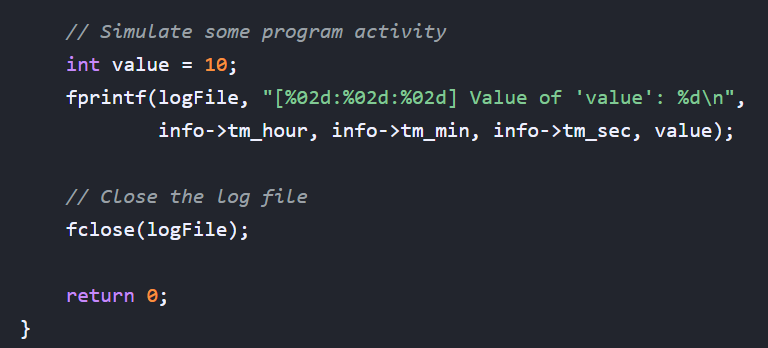 // Simulate some program activity
int value = 10;
fprintf(logFile, "[%02d:%02d:%02d] Value of 'value': %d\n",
info->tm_hour, info->tm_min, info->tm_sec, value);
// Close the log file
fclose(logFile);
return 0;
}